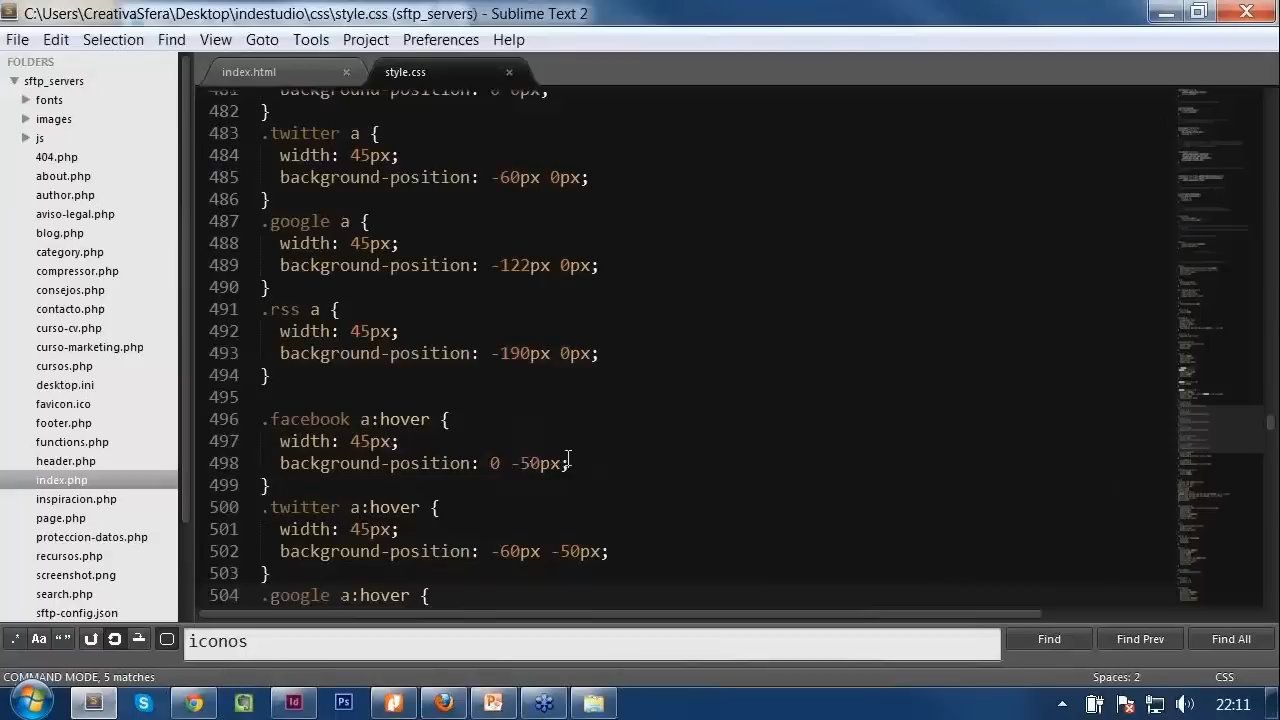 C:\Users\CreativaSfera\Desktop\indestudio\css\style.css (sftp_servers) - Sublime Text 2
File Edit Selection Find View Goto Tools Project Preferences Help
FOLDERS
sftp_servers
fonts
images
js
404.php
about.php
author.php
aviso-legal.php
blog.php
category.php
compressor.php
consejos.php
contacto.php
curso-cv.php
curso-marketing.php
cursos.php
desktop.ini
favicon.ico
footer.php
functions.php
header.php
index.php
inspiracion.php
page.php
proteccion-datos.php
recursos.php
screenshot.png
search.php
sftp-config.json
index.html
style.css
481 background-position: 0 0px;
482 }
483 .twitter a {
484 width: 45px;
485 background-position: -60px 0px;
486 }
487 .google a {
488 width: 45px;
489 background-position: -122px 0px;
490 }
491 .rss a {
492 width: 45px;
493 background-position: -190px 0px;
494 }
495
496 .facebook a:hover {
497 width: 45px;
498 background-position: 0 -50px;
499 }
500 .twitter a:hover {
501 width: 45px;
502 background-position: -60px -50px;
503 }
504 .google a:hover {
.* Aa “ ”
iconos
Find Find Prev Find All
COMMAND MODE, 5 matches
Spaces: 2 CSS
S Id Ps
22:11